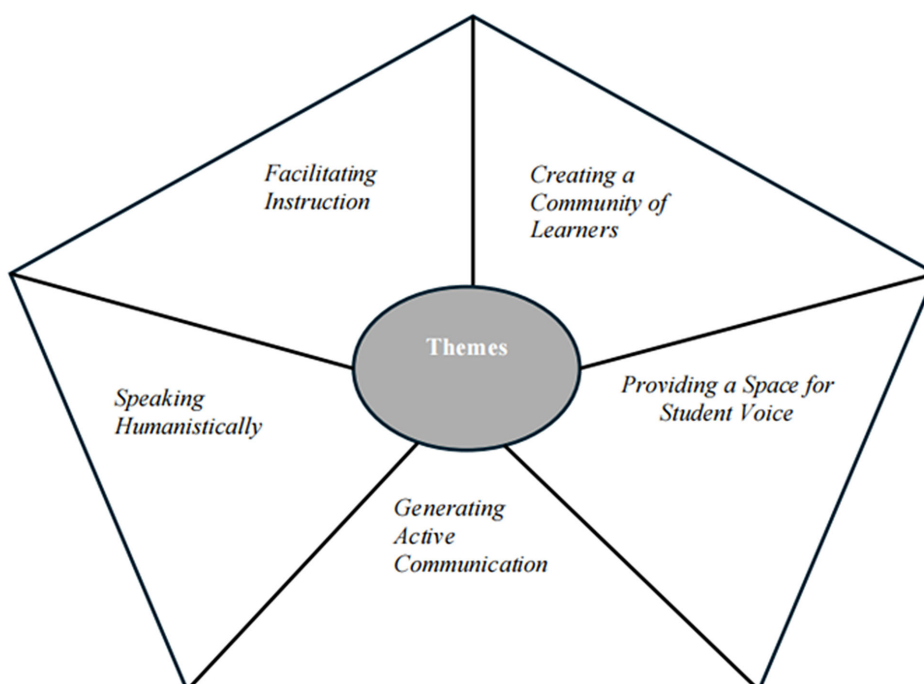 Facilitating
Instruction
Creating a
Community of
Learners
Themes
Speaking
Humanistically
Providing a Space for
Student Voice
Generating
Active
Communication